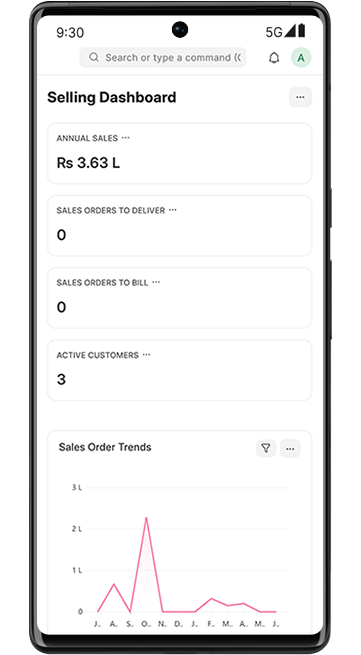 9:30 5G
Search or type a command (C
A
Selling Dashboard ...
ANNUAL SALES ...
Rs 3.63 L
SALES ORDERS TO DELIVER ...
0
SALES ORDERS TO BILL ...
0
ACTIVE CUSTOMERS ...
3
Sales Order Trends ...
3 L
2 L
1 L
0
J.. A.. S.. O.. N.. D.. J.. F.. M.. A.. M.. J..